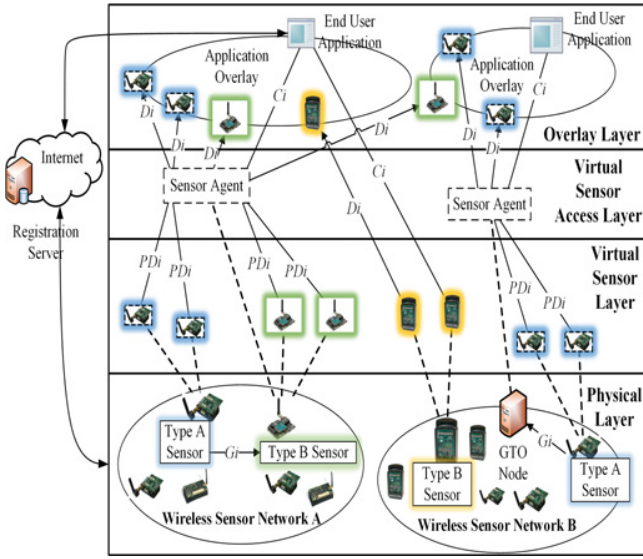 End User
Application
End User
Application
Application
Overlay
Application
Overlay
Di
Di
Di
Ci
Di
Di
Di
Ci
Overlay Layer
Internet
Registration
Server
Sensor Agent
Di
Ci
Sensor Agent
Virtual
Sensor
Access Layer
PDi
PDi
PDi
PDi
PDi
PDi
Virtual Sensor
Layer
Physical
Layer
Type A
Sensor
Gi
Type B Sensor
Type B
Sensor
GTO
Node
Gi
Type A
Sensor
Wireless Sensor Network A
Wireless Sensor Network B